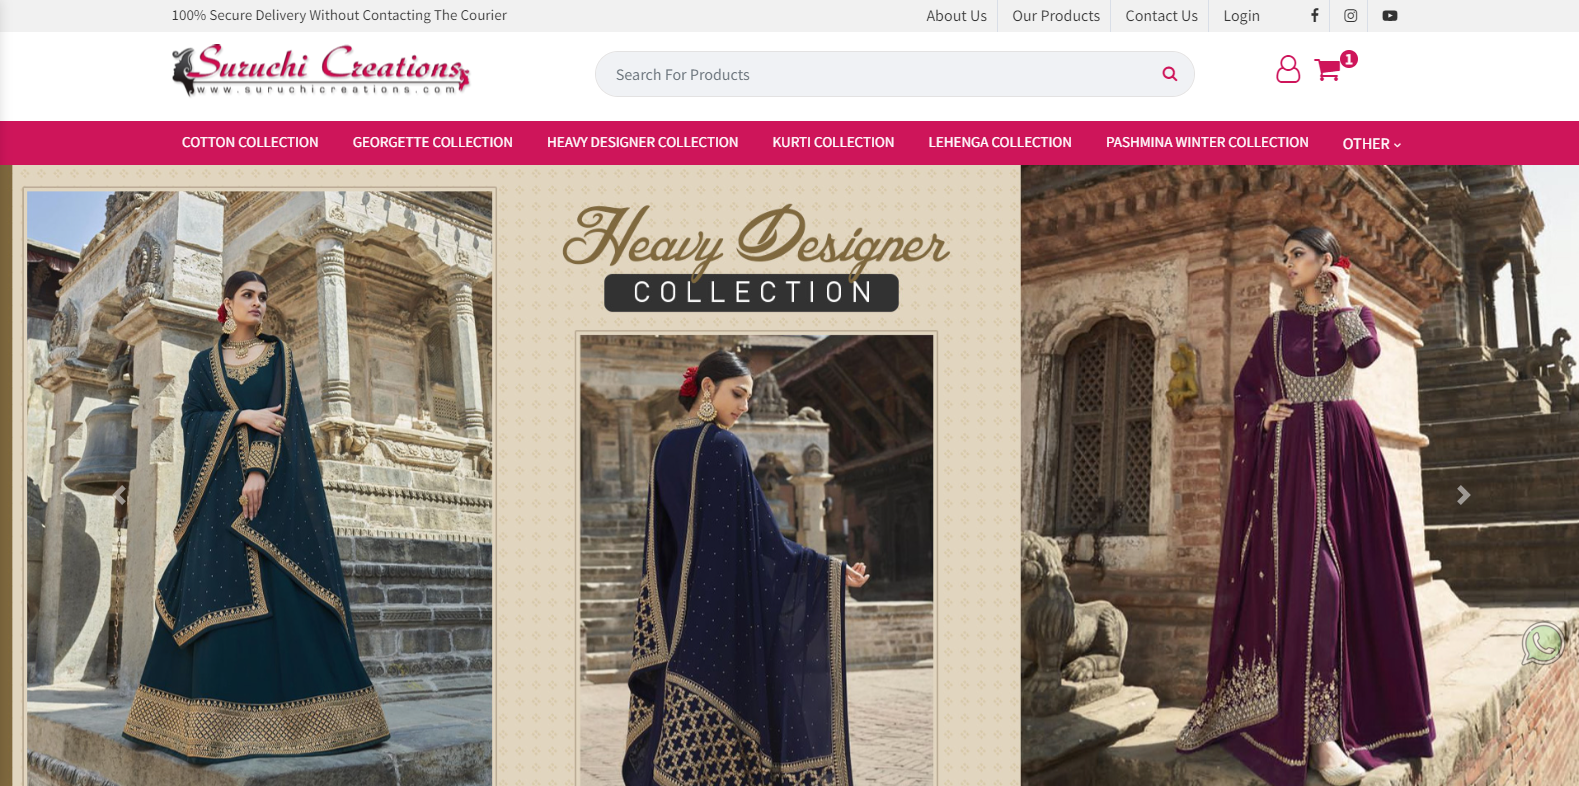 100% Secure Delivery Without Contacting The Courier
About Us
Our Products
Contact Us
Login
Suruchi Creations
www.suruchicreations.com
Search For Products
1
COTTON COLLECTION
GEORGETTE COLLECTION
HEAVY DESIGNER COLLECTION
KURTI COLLECTION
LEHENGA COLLECTION
PASHMINA WINTER COLLECTION
OTHER
Heavy Designer
COLLECTION